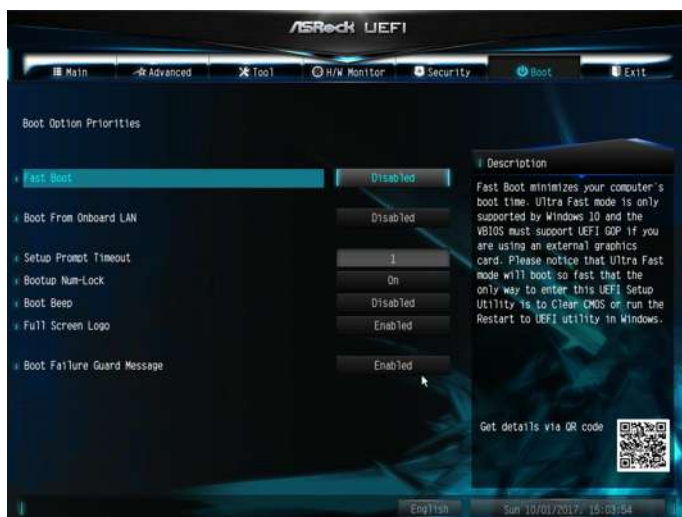 ASRock UEFI
Main Advanced Tool H/W Monitor Security Boot Exit
Boot Option Priorities
Fast Boot Disabled
Boot From Onboard LAN Disabled
Setup Prompt Timeout 1
Bootup Num-Lock On
Boot Beep Disabled
Full Screen Logo Enabled
Boot Failure Guard Message Enabled
Description
Fast Boot minimizes your computer's
boot time. Ultra Fast mode is only
supported by Windows 10 and the
VBIOS must support UEFI GOP if you
are using an external graphics
card. Please notice that Ultra Fast
mode will boot so fast that the
only way to enter this UEFI Setup
Utility is to Clear CMOS or run the
Restart to UEFI utility in Windows.
Get details via QR code
English Sun 10/01/2017, 15:03:54